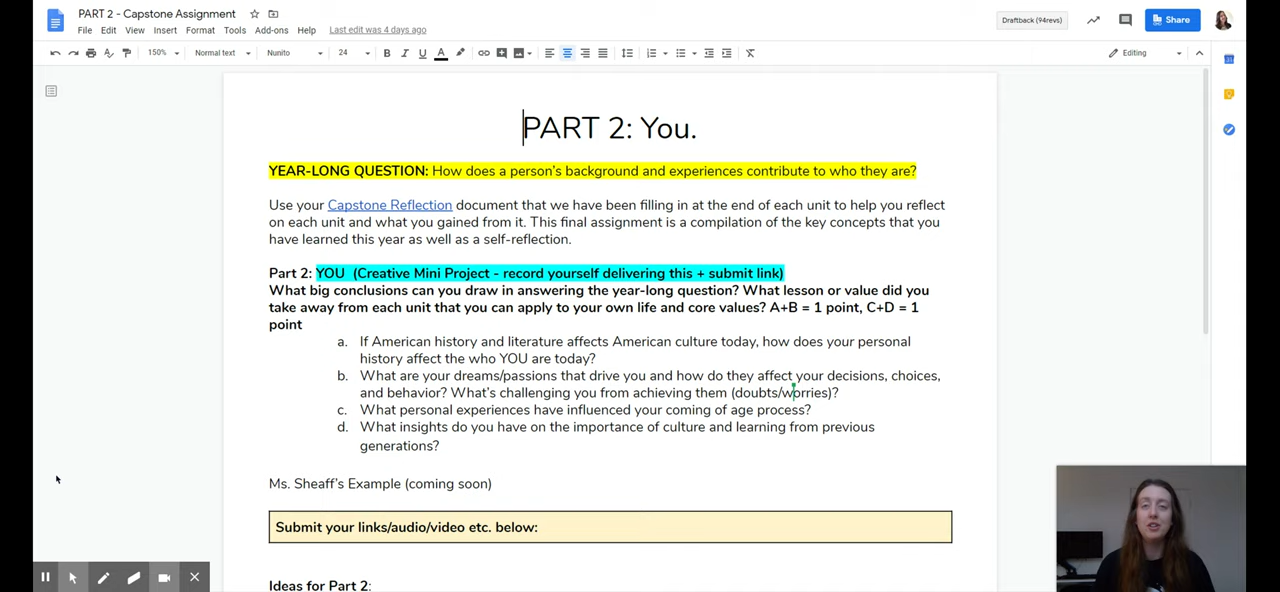 PART 2 - Capstone Assignment
File Edit View Insert Format Tools Add-ons Help Last edit was 4 days ago
Draftback (94revs)
Share
150% Normal text Nunito 24 B I U A Editing
PART 2: You.
YEAR-LONG QUESTION: How does a person's background and experiences contribute to who they are?
Use your Capstone Reflection document that we have been filling in at the end of each unit to help you reflect
on each unit and what you gained from it. This final assignment is a compilation of the key concepts that you
have learned this year as well as a self-reflection.
Part 2: YOU (Creative Mini Project - record yourself delivering this + submit link)
What big conclusions can you draw in answering the year-long question? What lesson or value did you
take away from each unit that you can apply to your own life and core values? A+B = 1 point, C+D = 1
point
a. If American history and literature affects American culture today, how does your personal
history affect the who YOU are today?
b. What are your dreams/passions that drive you and how do they affect your decisions, choices,
and behavior? What's challenging you from achieving them (doubts/worries)?
c. What personal experiences have influenced your coming of age process?
d. What insights do you have on the importance of culture and learning from previous
generations?
Ms. Sheaff's Example (coming soon)
Submit your links/audio/video etc. below:
Ideas for Part 2: